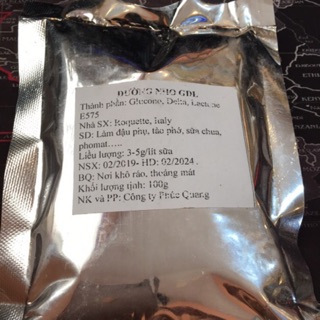 ĐƯỜNG NHO GDL
Thành phần: Glucono, Delta, Lactone
E575
Nhà SX: Roquette, Italy
SD: Làm đậu phụ, tào phớ, sữa chua,
phomat.....
Liều lượng: 3-5g/lít sữa
NSX: 02/2019- HD: 02/2024 .
BQ: Nơi khô ráo, thoáng mát
Khối lượng tịnh: 100g
NK và PP: Công ty Phúc Quang